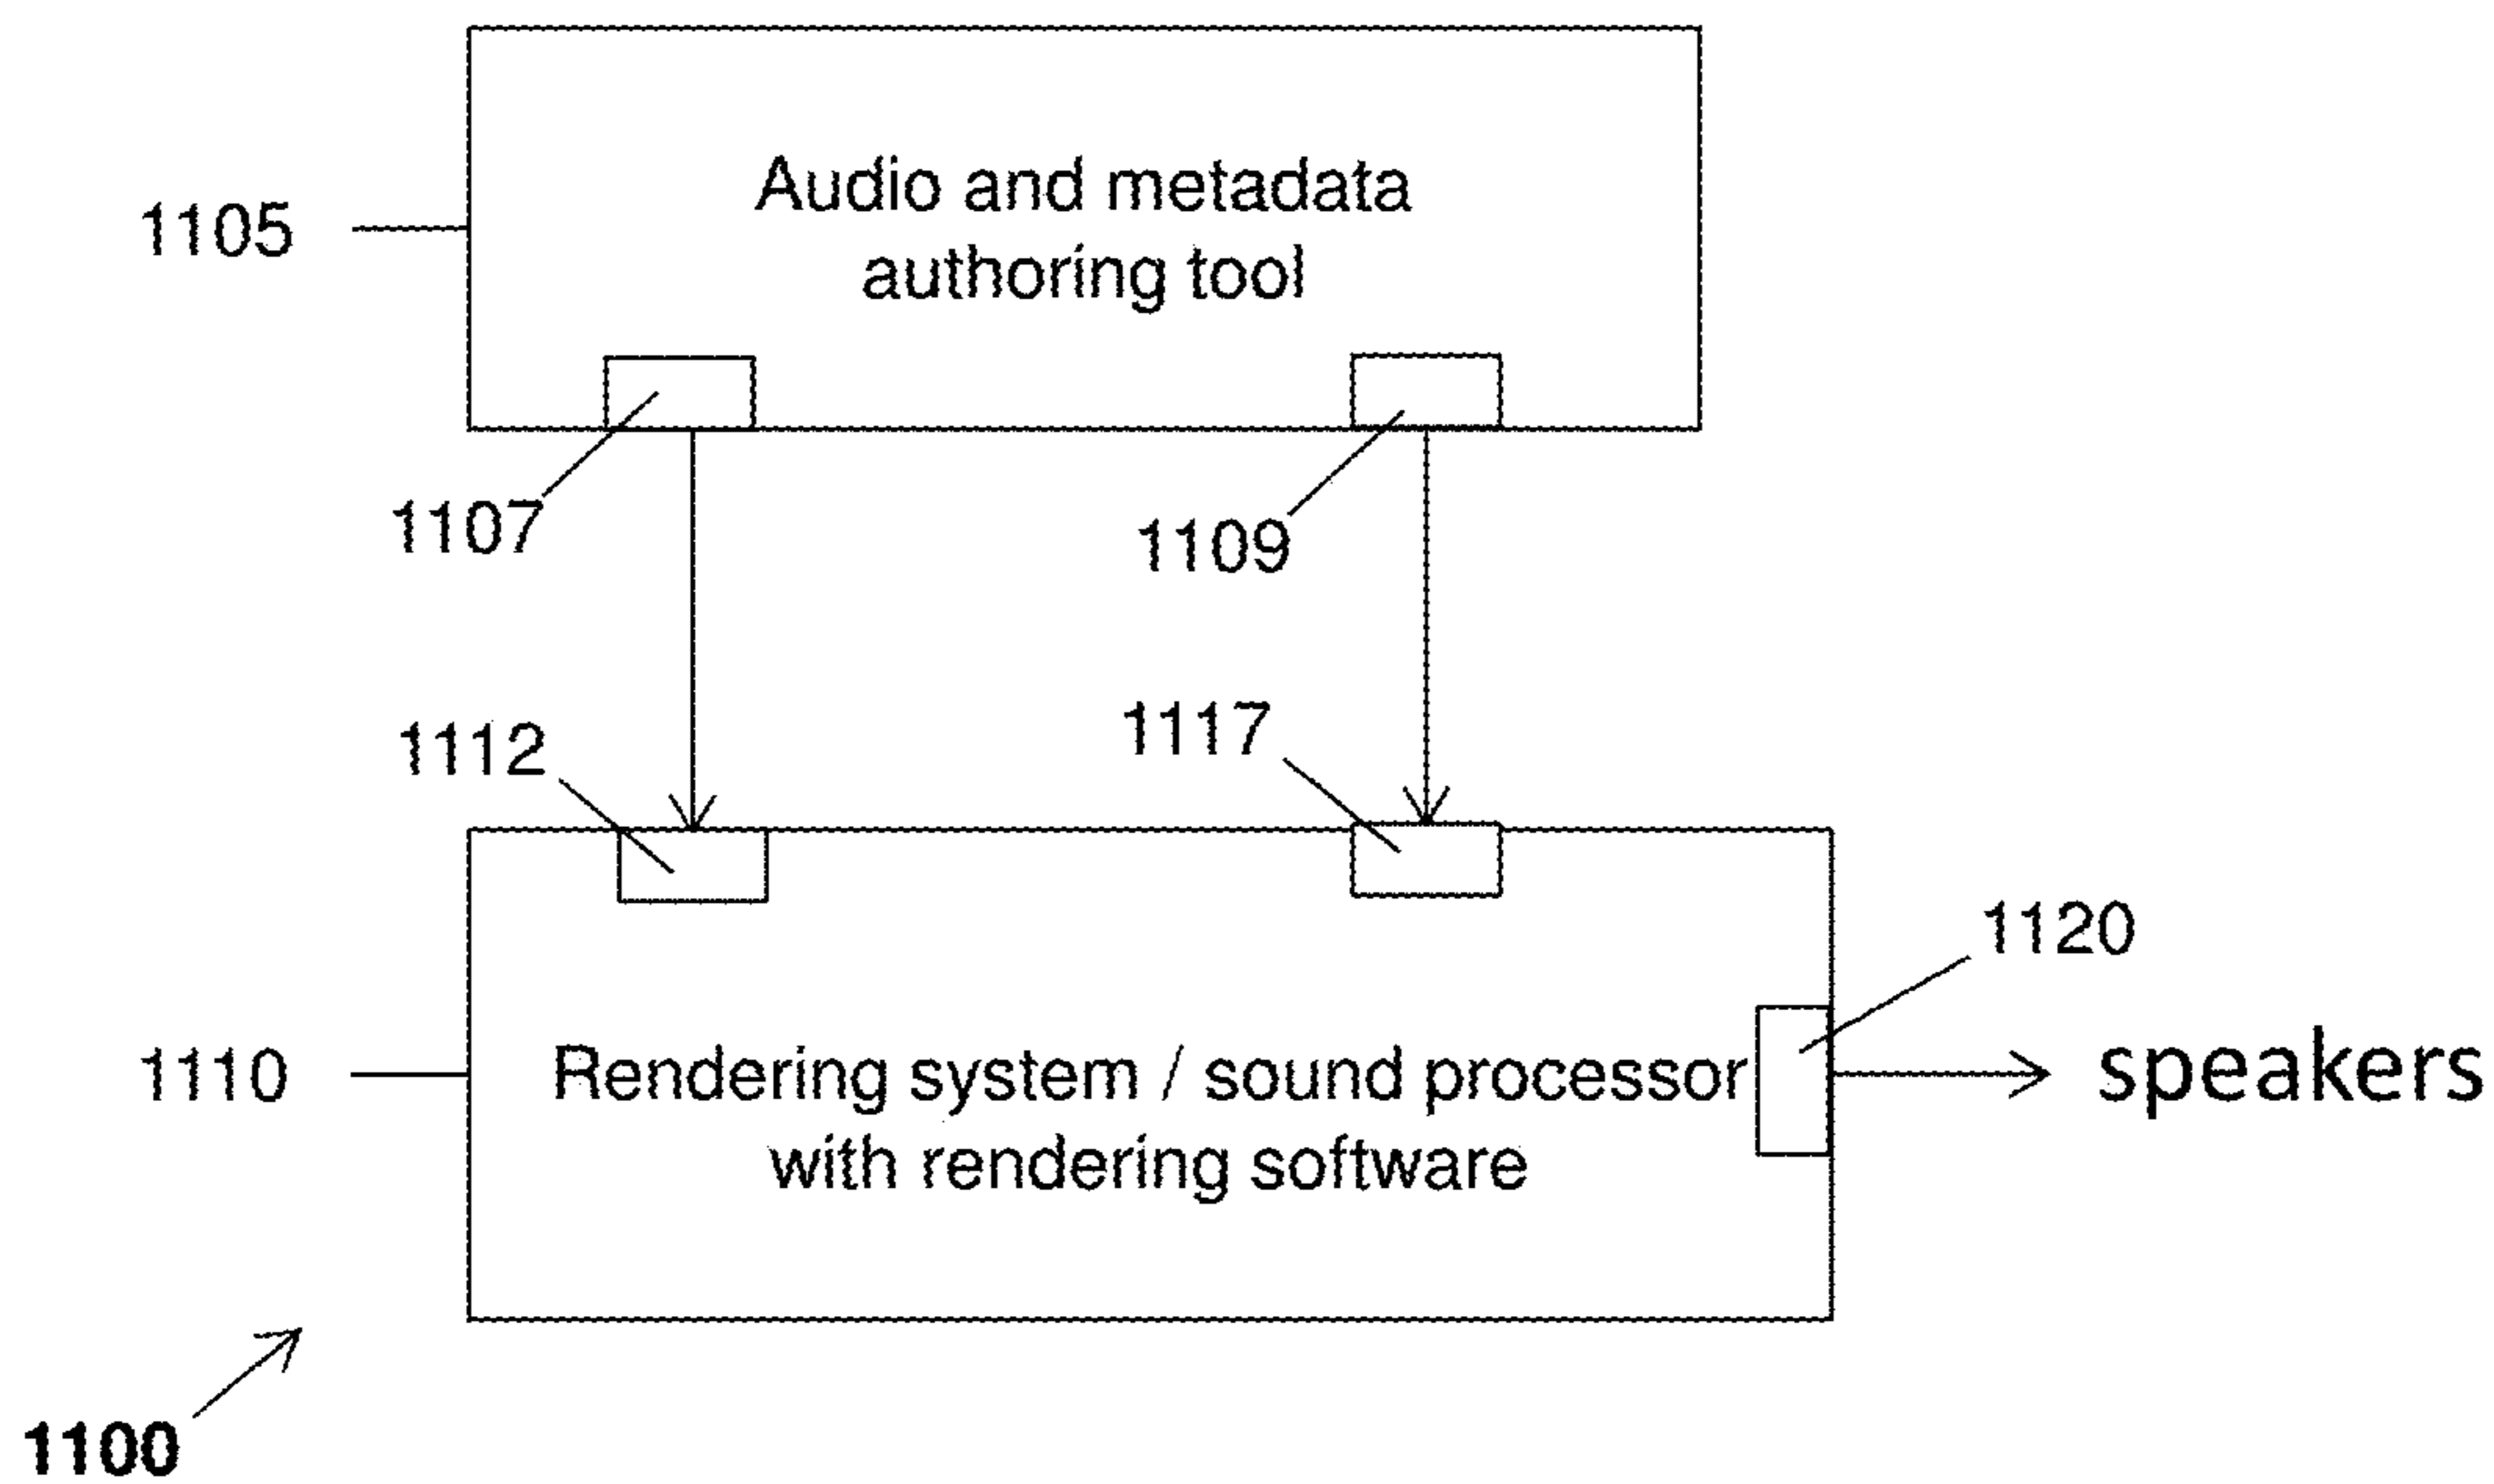 Audio and metadata
authoring tool
1105
1107
1109
1112
1117
1120
1110
Rendering system / sound processor
with rendering software
speakers
1100